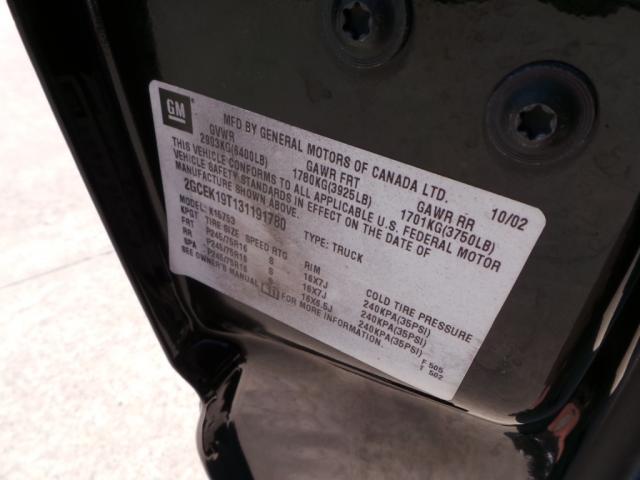 GM
MFD BY GENERAL MOTORS OF CANADA LTD.
GVWR GAWR FRT GAWR RR 10/02
2903KG(6400LB) 1780KG(3925LB) 1701KG(3750LB)
THIS VEHICLE CONFORMS TO ALL APPLICABLE U.S. FEDERAL MOTOR
VEHICLE SAFETY STANDARDS IN EFFECT ON THE DATE OF
MANUFACTURE SHOWN ABOVE.
2GCEK19T131191780 TYPE: TRUCK
MODEL: K15753
KPGT TIRE SIZE SPEED RTG RIM COLD TIRE PRESSURE
FRT P245/75R16 S 16X7J 240KPA(35PSI)
RR P245/75R16 S 16X7J 240KPA(35PSI)
SPA P245/75R16 S 16X6.5J 240KPA(35PSI)
SEE OWNER'S MANUAL FOR MORE INFORMATION.
F 505
T 502